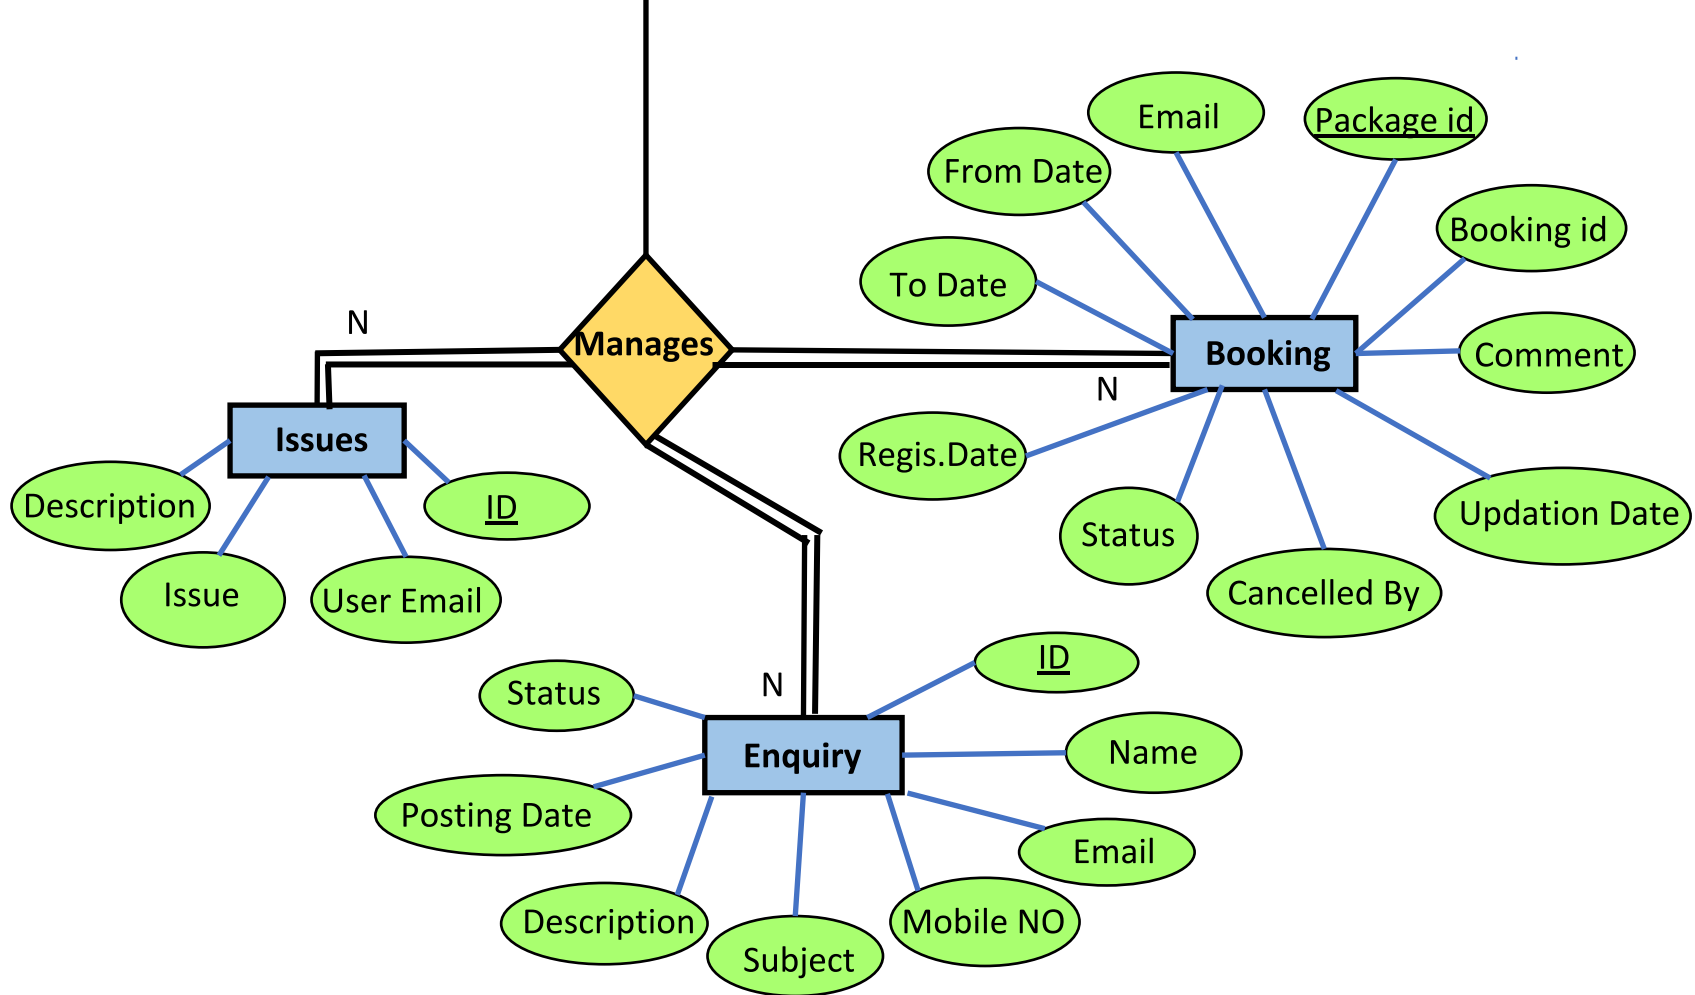 Email
Package id
From Date
Booking id
To Date
N
Manages
Booking
Comment
N
Issues
Regis.Date
Description
ID
Status
Updation Date
Issue
User Email
Cancelled By
ID
Status
N
Enquiry
Name
Posting Date
Email
Description
Mobile NO
Subject